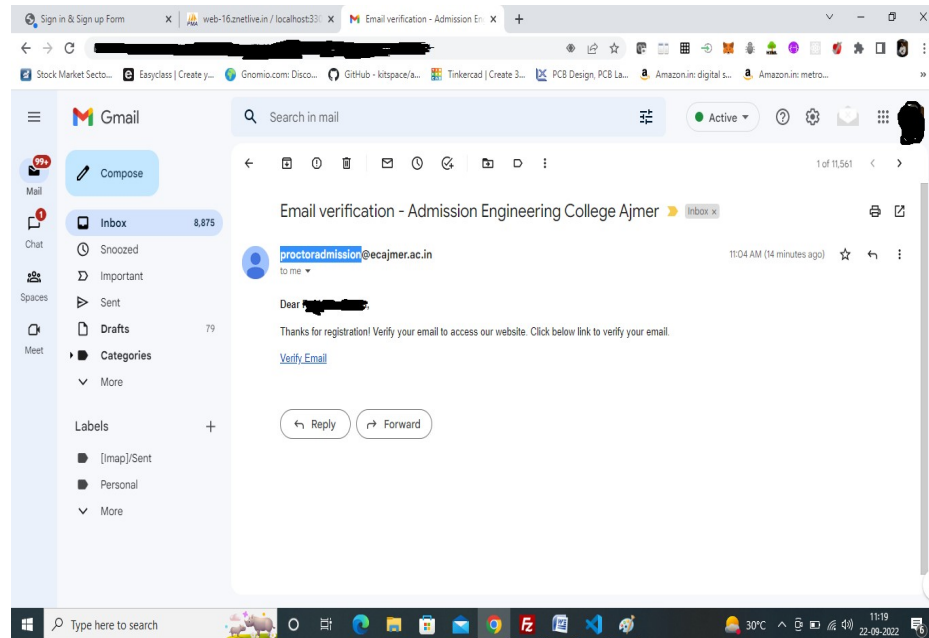 Sign in & Sign up Form
web-16.znetlive.in / localhost:330
Email verification - Admission En
Stock Market Secto...
Easyclass | Create y...
Gnomio.com: Disco...
GitHub - kitspace/a...
Tinkercad | Create 3...
PCB Design, PCB La...
Amazon.in: digital s...
Amazon.in: metro...
Gmail
Search in mail
Active
99+
Mail
Compose
1 of 11,561
Inbox 8,875
Email verification - Admission Engineering College Ajmer
Inbox x
1
Chat
Snoozed
proctoradmission@ecajmer.ac.in
11:04 AM (14 minutes ago)
to me
Important
Spaces
Sent
Dear
Drafts 79
Thanks for registration! Verify your email to access our website. Click below link to verify your email.
Meet
Categories
Verify Email
More
Reply
Forward
Labels
[Imap]/Sent
Personal
More
Type here to search
30°C
11:19
22-09-2022
6